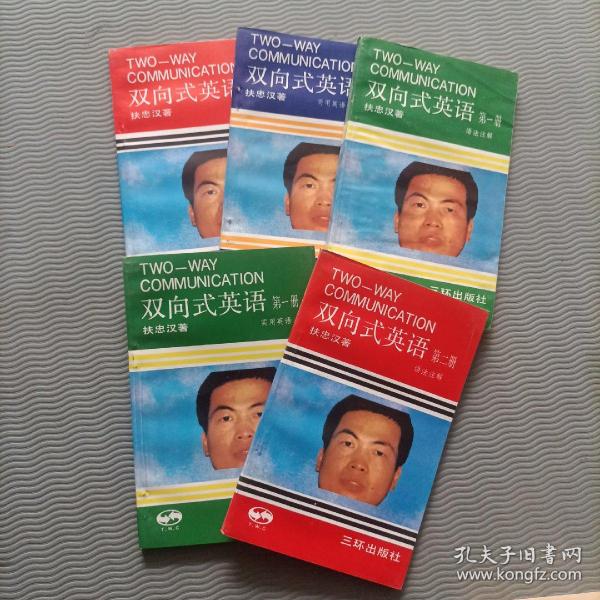 TWO—WAY
COMMUNICATION
双向式英语
扶忠汉著
TWO—WAY
COMMUNICATION
双向式英语
扶忠汉著
实用英语
TWO—WAY
COMMUNICATION
双向式英语 第一册
扶忠汉著
语法注解
三环出版社
TWO—WAY
COMMUNICATION
双向式英语 第一册
扶忠汉著
实用英语
T.W.C
TWO—WAY
COMMUNICATION
双向式英语 第二册
扶忠汉著
语法注解
T.W.C
三环出版社
孔夫子旧书网
www.kongfz.com